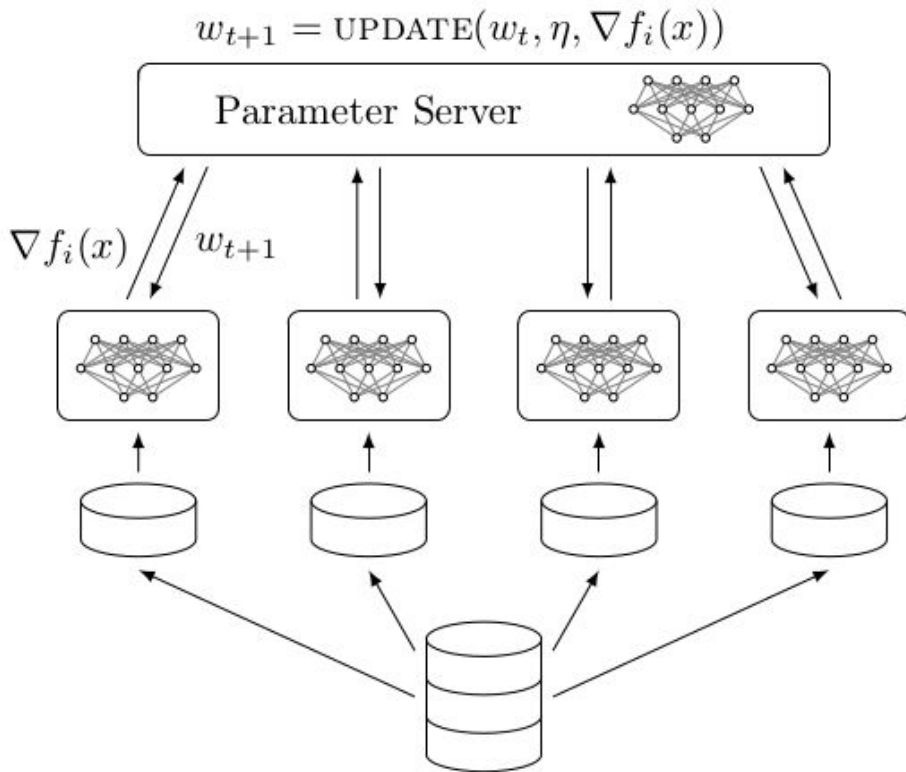 w_{t+1} = UPDATE(w_t, η, ∇f_i(x))
Parameter Server
∇f_i(x)
w_{t+1}